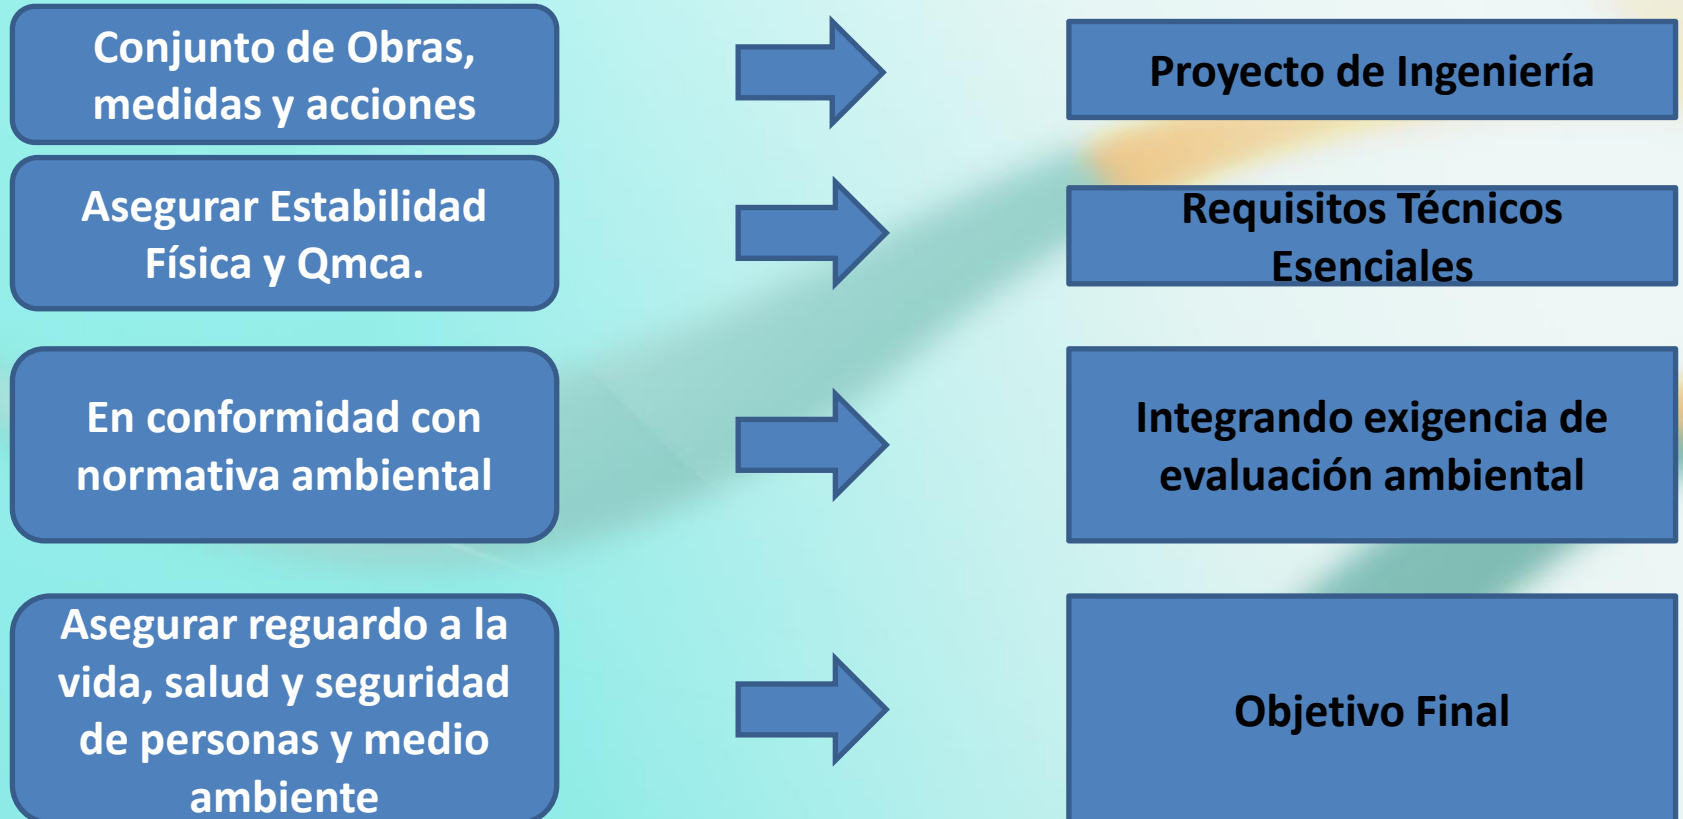 Conjunto de Obras,
medidas y acciones
Proyecto de Ingeniería
Asegurar Estabilidad
Física y Qmca.
Requisitos Técnicos
Esenciales
En conformidad con
normativa ambiental
Integrando exigencia de
evaluación ambiental
Asegurar reguardo a la
vida, salud y seguridad
de personas y medio
ambiente
Objetivo Final